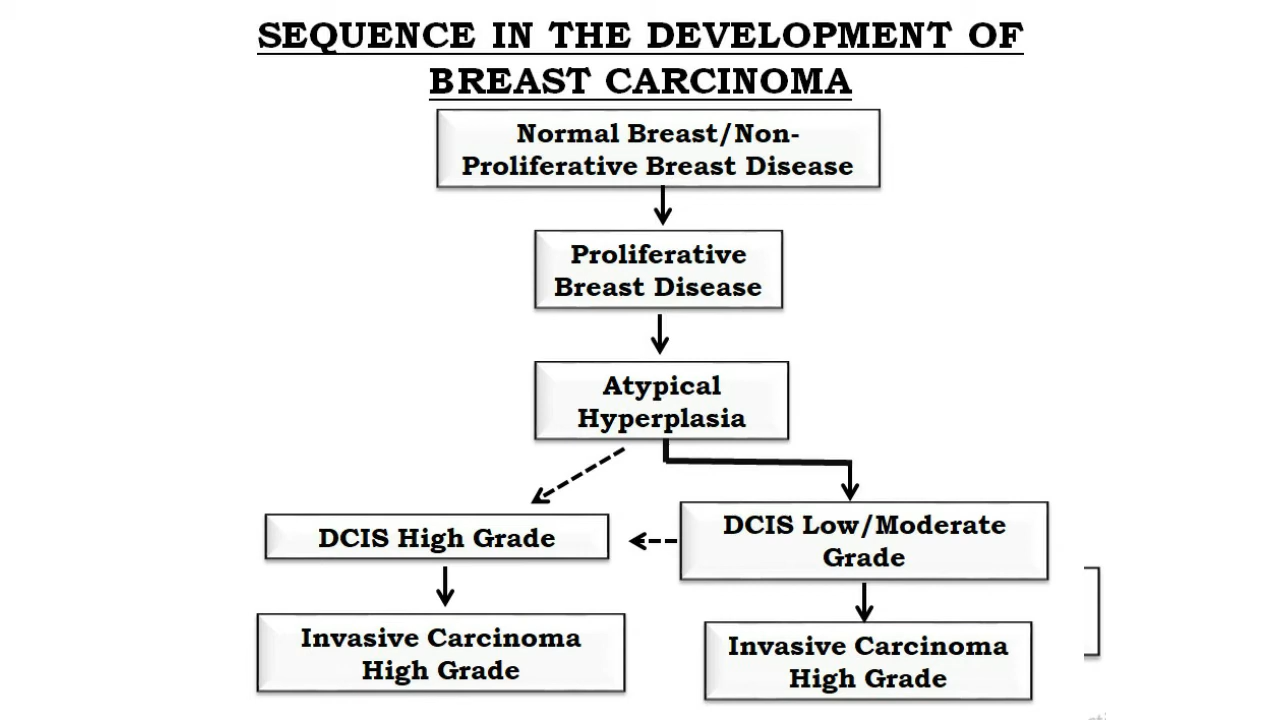 SEQUENCE IN THE DEVELOPMENT OF
BREAST CARCINOMA
Normal Breast/Non-
Proliferative Breast Disease
Proliferative
Breast Disease
Atypical
Hyperplasia
DCIS High Grade
DCIS Low/Moderate
Grade
Invasive Carcinoma
High Grade
Invasive Carcinoma
High Grade